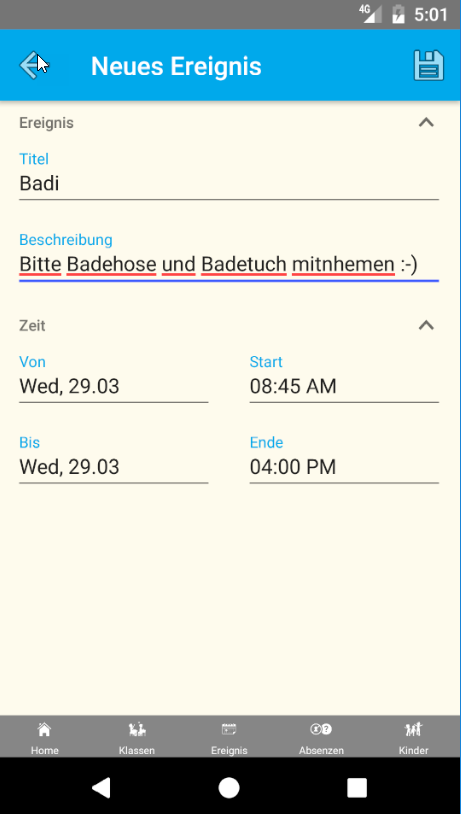 4G 5:01
Neues Ereignis
Ereignis
Titel
Badi
Beschreibung
Bitte Badehose und Badetuch mitnhemen :-)
Zeit
Von Start
Wed, 29.03 08:45 AM
Bis Ende
Wed, 29.03 04:00 PM
Home Klassen Ereignis Absenzen Kinder